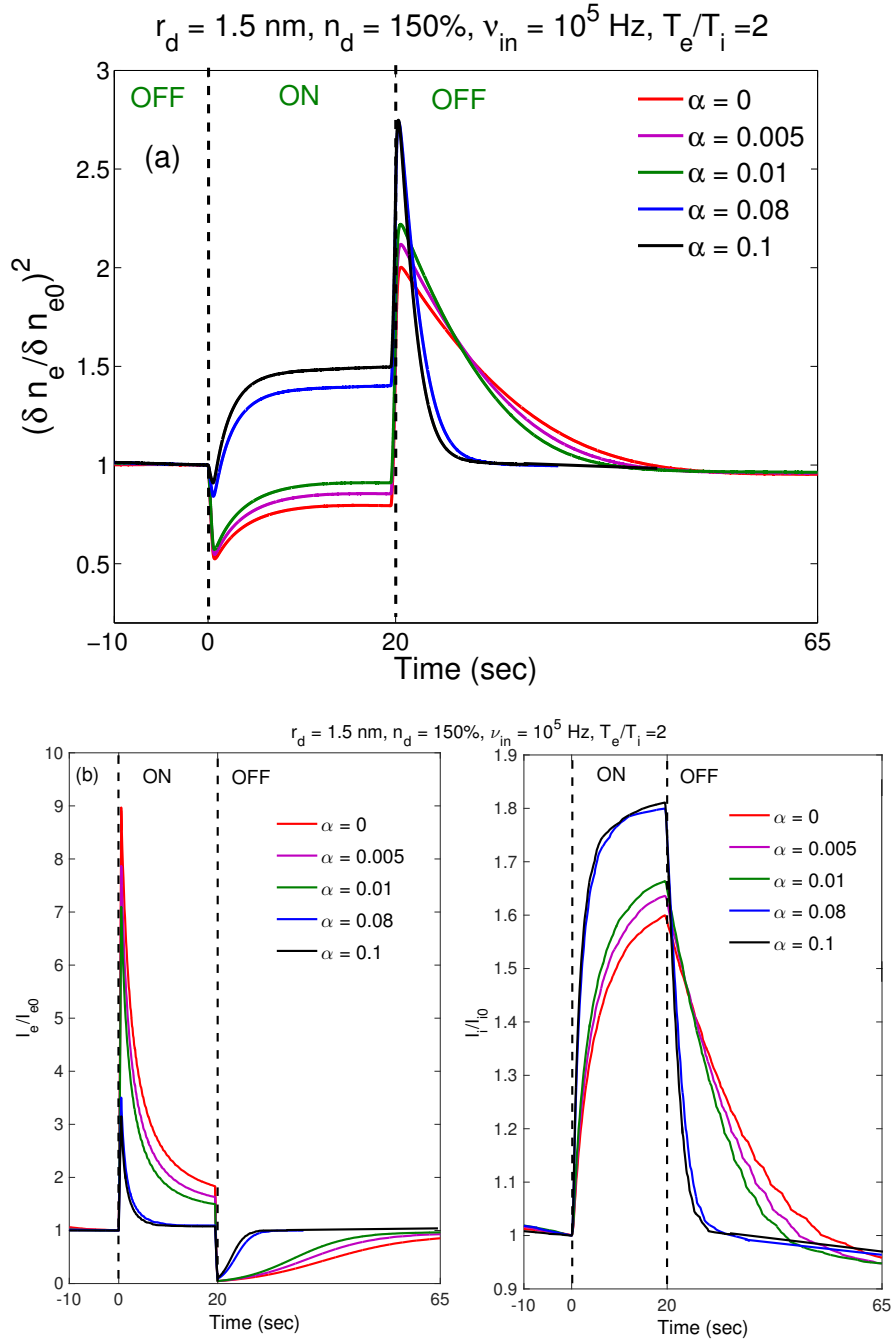 r_d = 1.5 nm, n_d = 150%, ν_in = 10^5 Hz, T_e/T_i =2
OFF ON OFF
(a)
α = 0
α = 0.005
α = 0.01
α = 0.08
α = 0.1
3
2.5
2
1.5
1
0.5
(δ n_e/δ n_e0)^2
−10 0 20 65
Time (sec)
r_d = 1.5 nm, n_d = 150%, ν_in = 10^5 Hz, T_e/T_i =2
(b) ON OFF
α = 0
α = 0.005
α = 0.01
α = 0.08
α = 0.1
10
9
8
7
6
5
4
3
2
1
0
I_e/I_e0
-10 0 20 65
Time (sec)
ON OFF
α = 0
α = 0.005
α = 0.01
α = 0.08
α = 0.1
1.9
1.8
1.7
1.6
1.5
1.4
1.3
1.2
1.1
1.0
0.9
I_i/I_i0
-10 0 20 65
Time (sec)